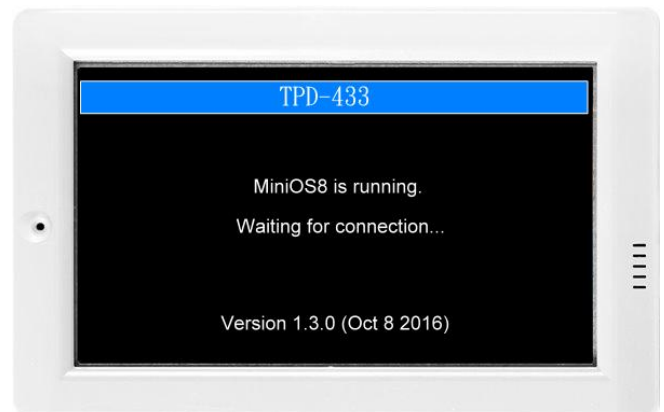 TPD-433
MiniOS8 is running.
Waiting for connection...
Version 1.3.0 (Oct 8 2016)